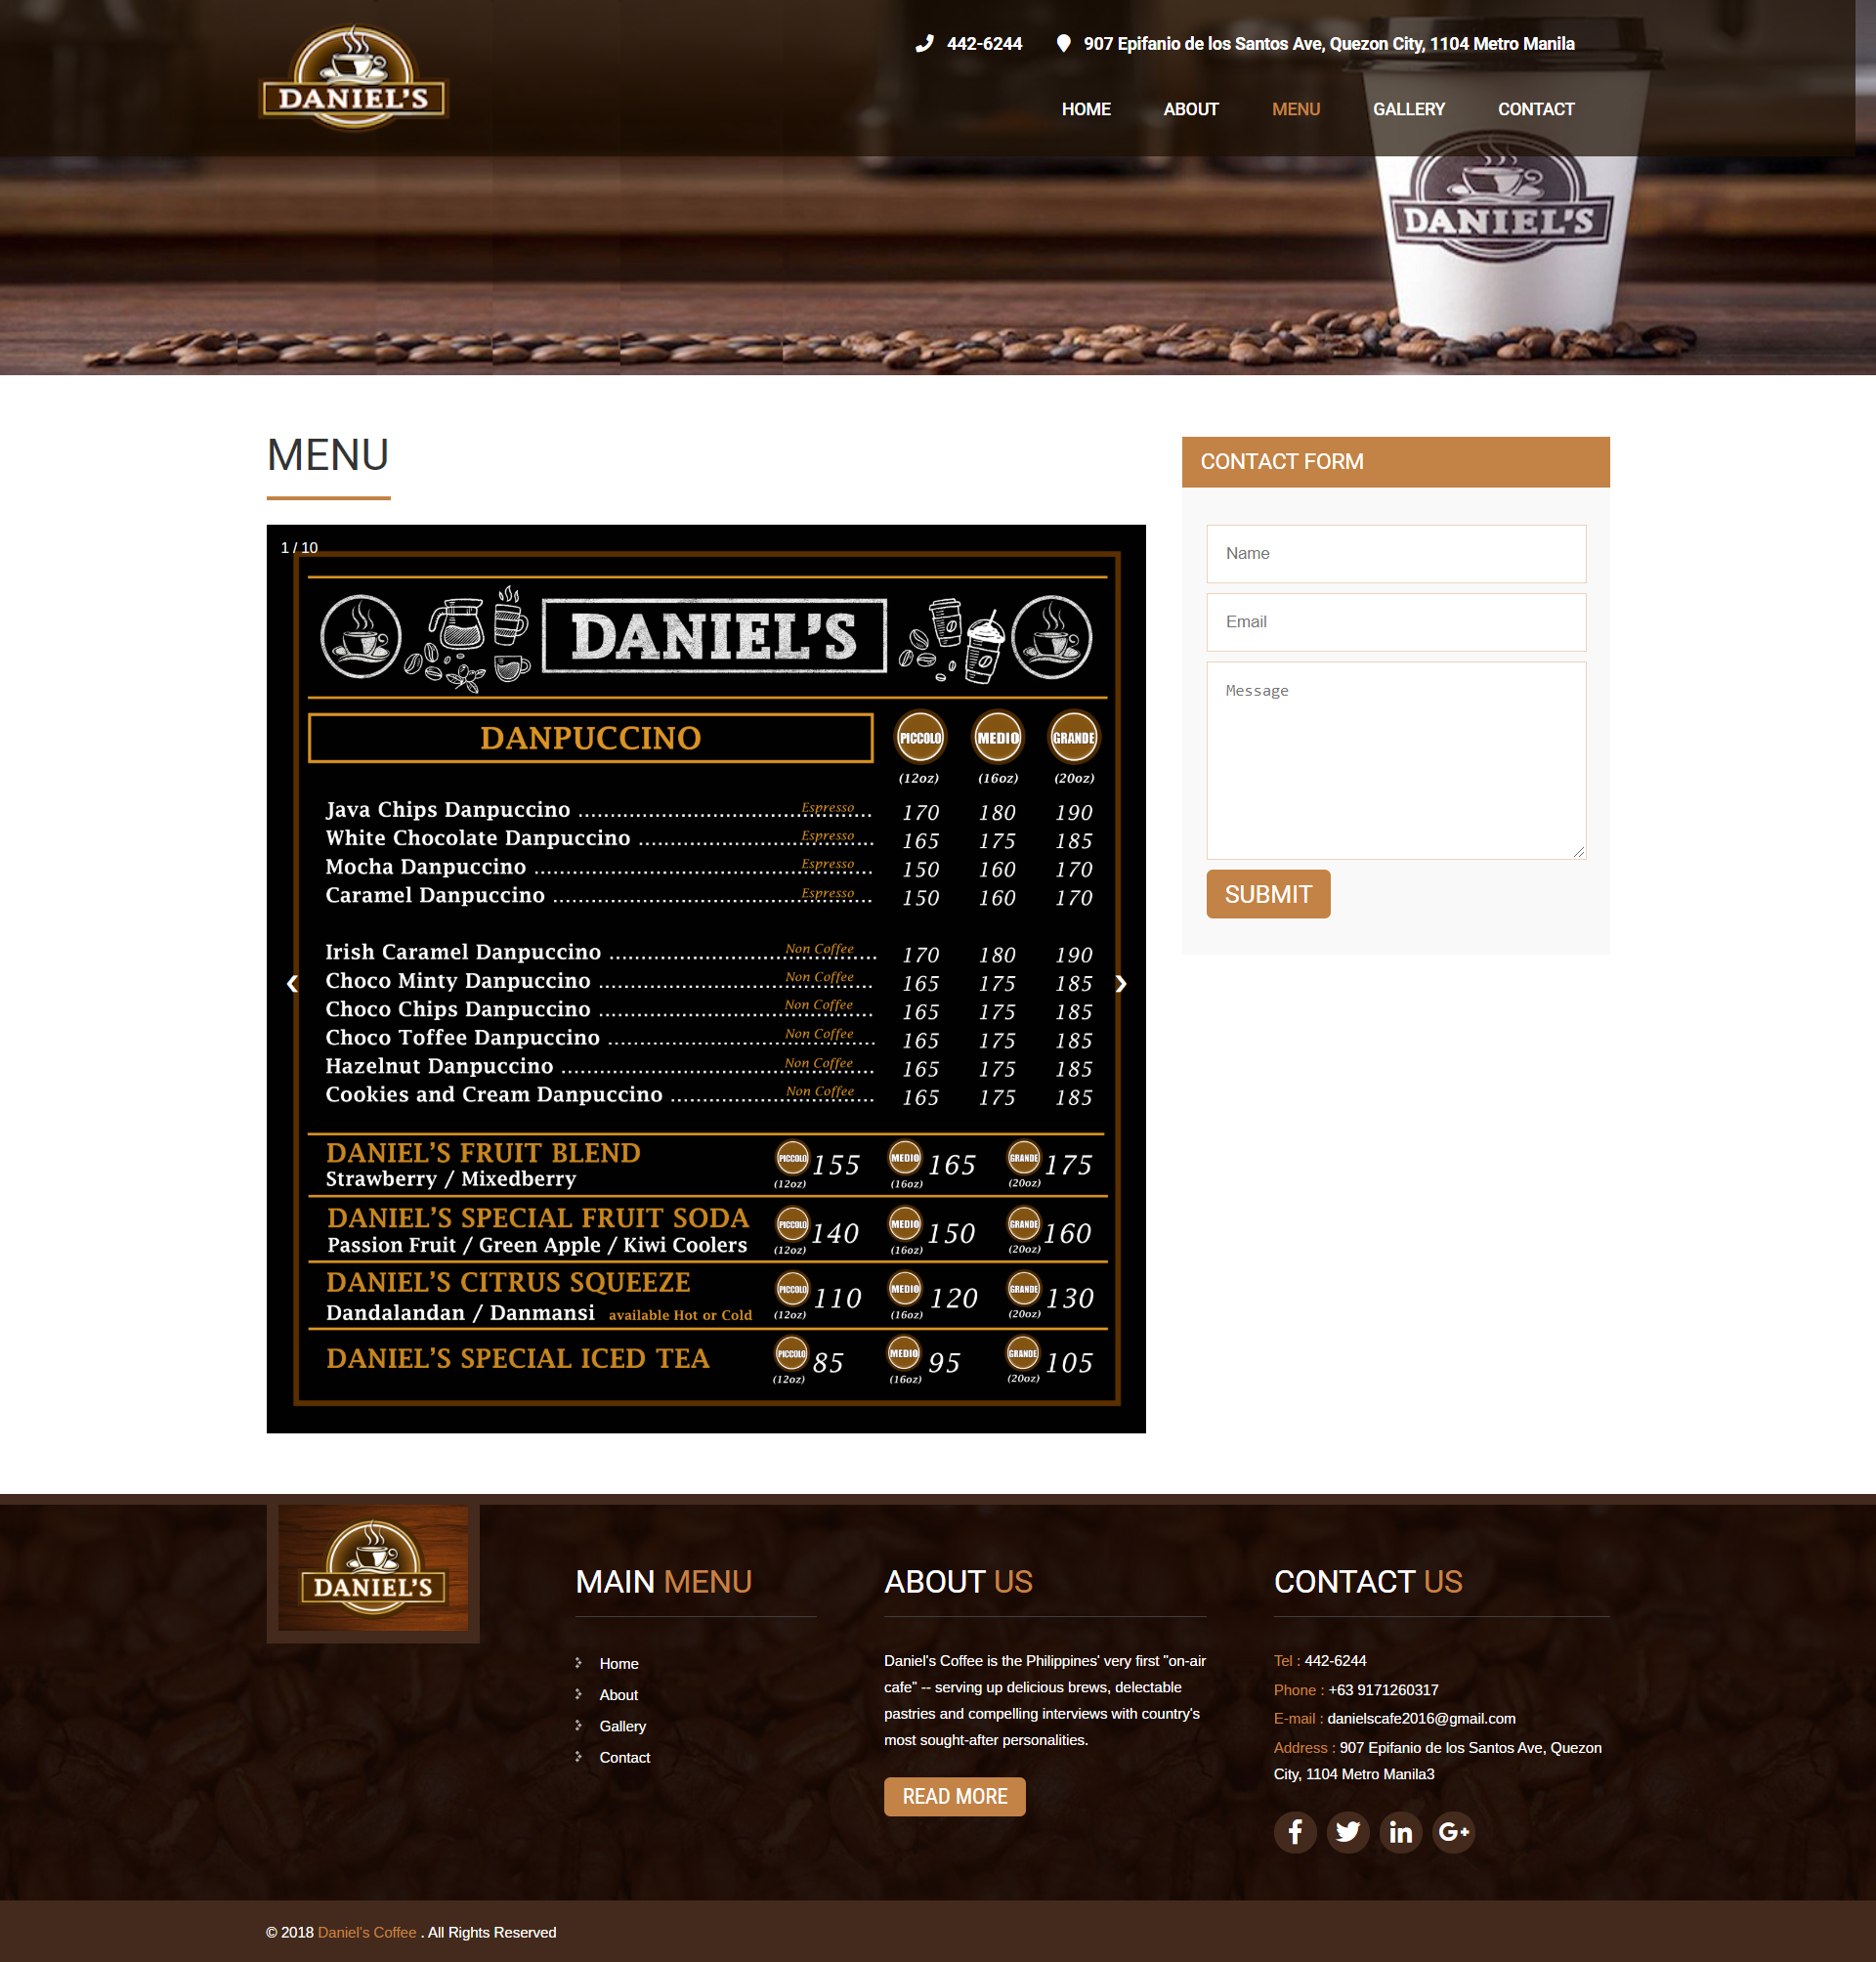 DANIEL'S
442-6244 907 Epifanio de los Santos Ave, Quezon City, 1104 Metro Manila
HOME ABOUT MENU GALLERY CONTACT
DANIEL'S
MENU
1 / 10
DANIEL'S
DANPUCCINO PICCOLO MEDIO GRANDE
(12oz) (16oz) (20oz)
Java Chips Danpuccino ..... Espresso 170 180 190
White Chocolate Danpuccino ..... Espresso 165 175 185
Mocha Danpuccino ..... Espresso 150 160 170
Caramel Danpuccino ..... Espresso 150 160 170
Irish Caramel Danpuccino ..... Non Coffee 170 180 190
Choco Minty Danpuccino ..... Non Coffee 165 175 185
Choco Chips Danpuccino ..... Non Coffee 165 175 185
Choco Toffee Danpuccino ..... Non Coffee 165 175 185
Hazelnut Danpuccino ..... Non Coffee 165 175 185
Cookies and Cream Danpuccino ..... Non Coffee 165 175 185
DANIEL'S FRUIT BLEND PICCOLO 155 MEDIO 165 GRANDE 175
Strawberry / Mixedberry (12oz) (16oz) (20oz)
DANIEL'S SPECIAL FRUIT SODA PICCOLO 140 MEDIO 150 GRANDE 160
Passion Fruit / Green Apple / Kiwi Coolers (12oz) (16oz) (20oz)
DANIEL'S CITRUS SQUEEZE PICCOLO 110 MEDIO 120 GRANDE 130
Dandalandan / Danmansi available Hot or Cold (12oz) (16oz) (20oz)
DANIEL'S SPECIAL ICED TEA PICCOLO 85 MEDIO 95 GRANDE 105
(12oz) (16oz) (20oz)
CONTACT FORM
Name
Email
Message
SUBMIT
DANIEL'S
MAIN MENU
Home
About
Gallery
Contact
ABOUT US
Daniel's Coffee is the Philippines' very first "on-air
cafe" -- serving up delicious brews, delectable
pastries and compelling interviews with country's
most sought-after personalities.
READ MORE
CONTACT US
Tel : 442-6244
Phone : +63 9171260317
E-mail : danielscafe2016@gmail.com
Address : 907 Epifanio de los Santos Ave, Quezon
City, 1104 Metro Manila3
© 2018 Daniel's Coffee . All Rights Reserved